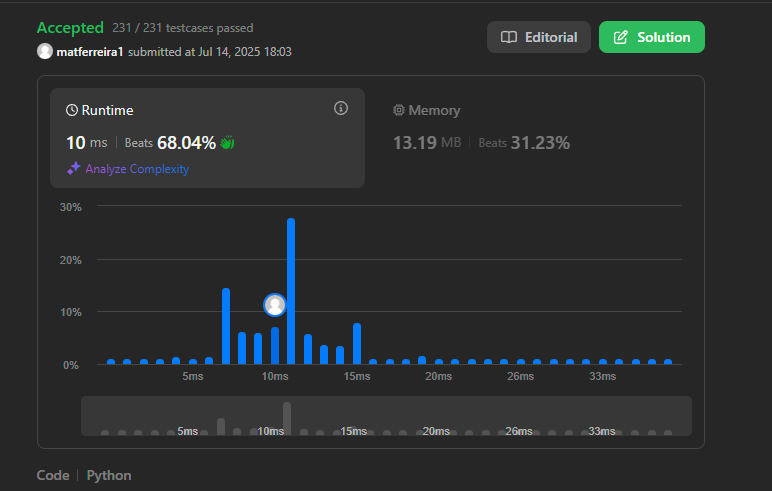 Accepted 231 / 231 testcases passed
Editorial
Solution
matferreira1 submitted at Jul 14, 2025 18:03
Runtime
10 ms | Beats 68.04%
Analyze Complexity
Memory
13.19 MB | Beats 31.23%
30%
20%
10%
0%
5ms 10ms 15ms 20ms 26ms 33ms
5ms 10ms 15ms 20ms 26ms 33ms
Code | Python